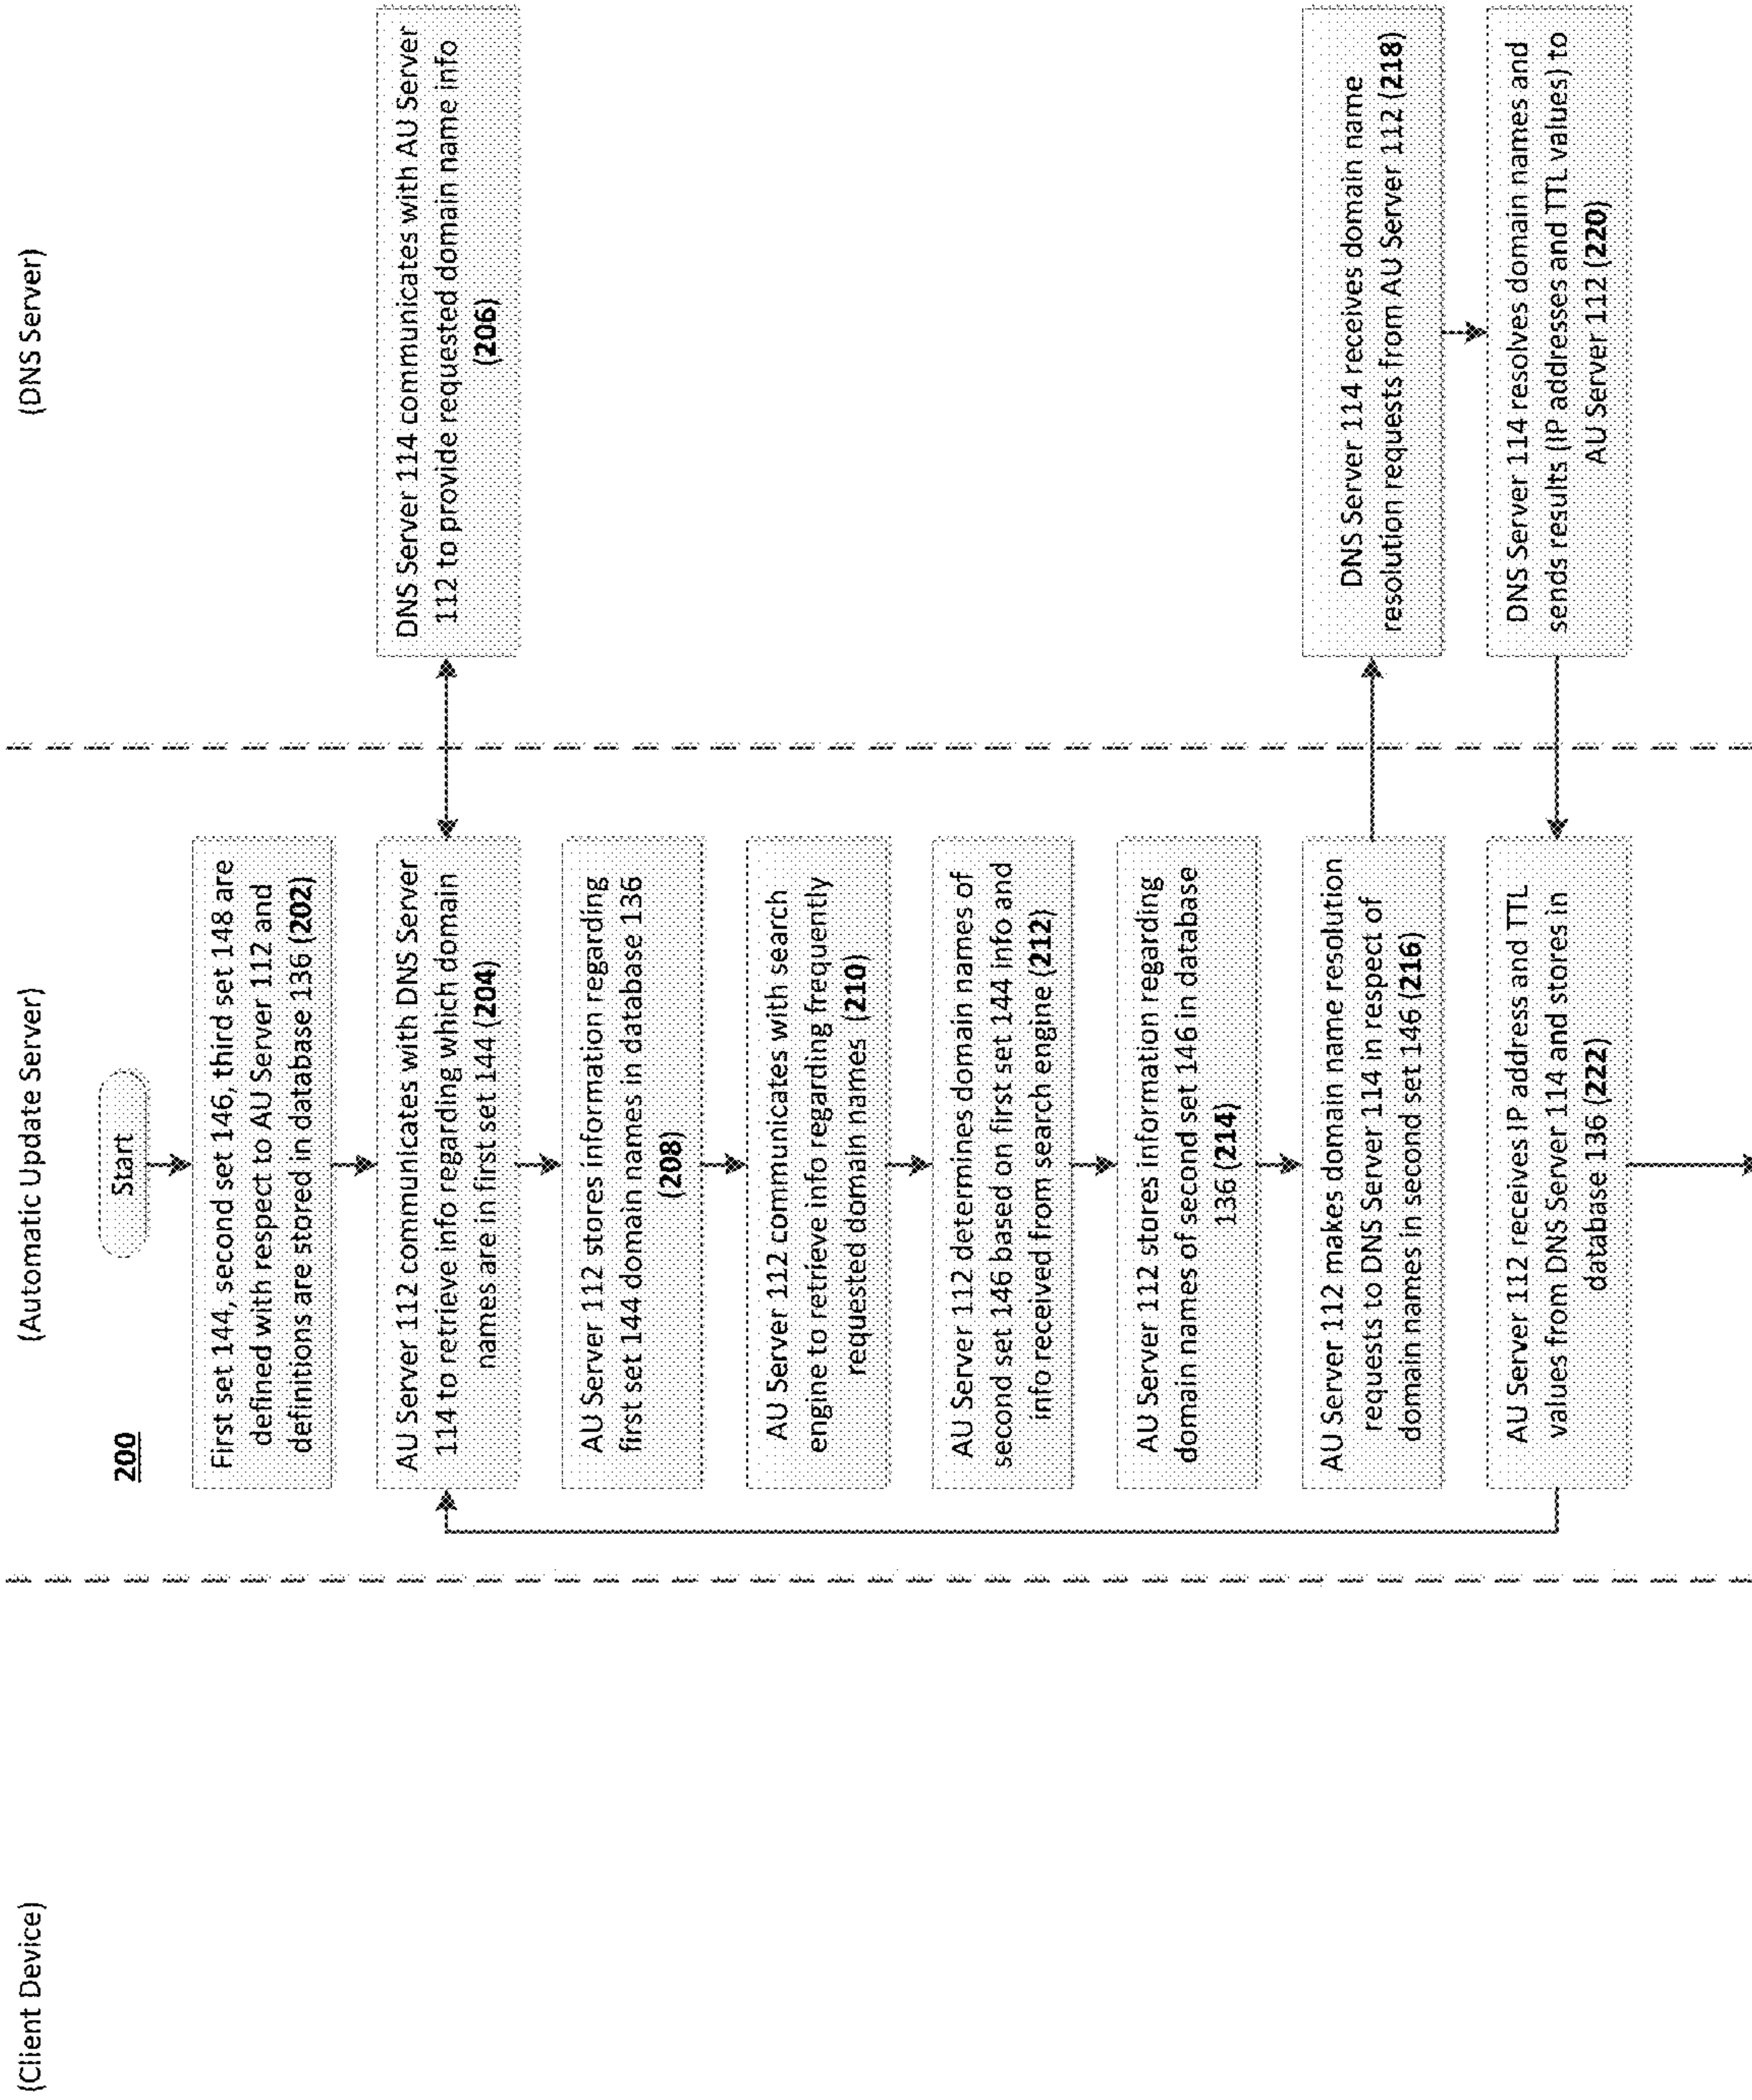 (Client Device)
(Automatic Update Server)
(DNS Server)
200
Start
First set 144, second set 146, third set 148 are
defined with respect to AU Server 112 and
definitions are stored in database 136 (202)
AU Server 112 communicates with DNS Server
114 to retrieve info regarding which domain
names are in first set 144 (204)
DNS Server 114 communicates with AU Server
112 to provide requested domain name info
(206)
AU Server 112 stores information regarding
first set 144 domain names in database 136
(208)
AU Server 112 communicates with search
engine to retrieve info regarding frequently
requested domain names (210)
AU Server 112 determines domain names of
second set 146 based on first set 144 info and
info received from search engine (212)
AU Server 112 stores information regarding
domain names of second set 146 in database
136 (214)
AU Server 112 makes domain name resolution
requests to DNS Server 114 in respect of
domain names in second set 146 (216)
DNS Server 114 receives domain name
resolution requests from AU Server 112 (218)
DNS Server 114 resolves domain names and
sends results (IP addresses and TTL values) to
AU Server 112 (220)
AU Server 112 receives IP address and TTL
values from DNS Server 114 and stores in
database 136 (222)